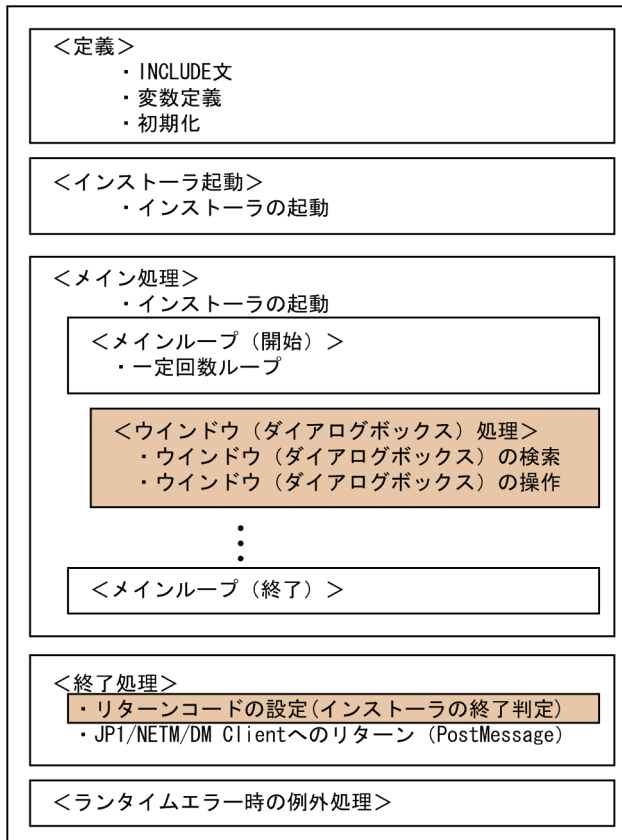 <定義>
・INCLUDE文
・変数定義
・初期化
<インストーラ起動>
・インストーラの起動
<メイン処理>
・インストーラの起動
<メインループ（開始）>
・一定回数ループ
<ウインドウ（ダイアログボックス）処理>
・ウインドウ（ダイアログボックス）の検索
・ウインドウ（ダイアログボックス）の操作
<メインループ（終了）>
<終了処理>
・リターンコードの設定(インストーラの終了判定)
・JP1/NETM/DM Clientへのリターン（PostMessage）
<ランタイムエラー時の例外処理>